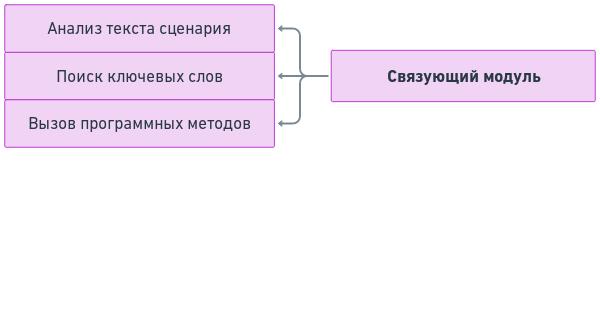 Анализ текста сценария
Поиск ключевых слов
Вызов программных методов
Связующий модуль